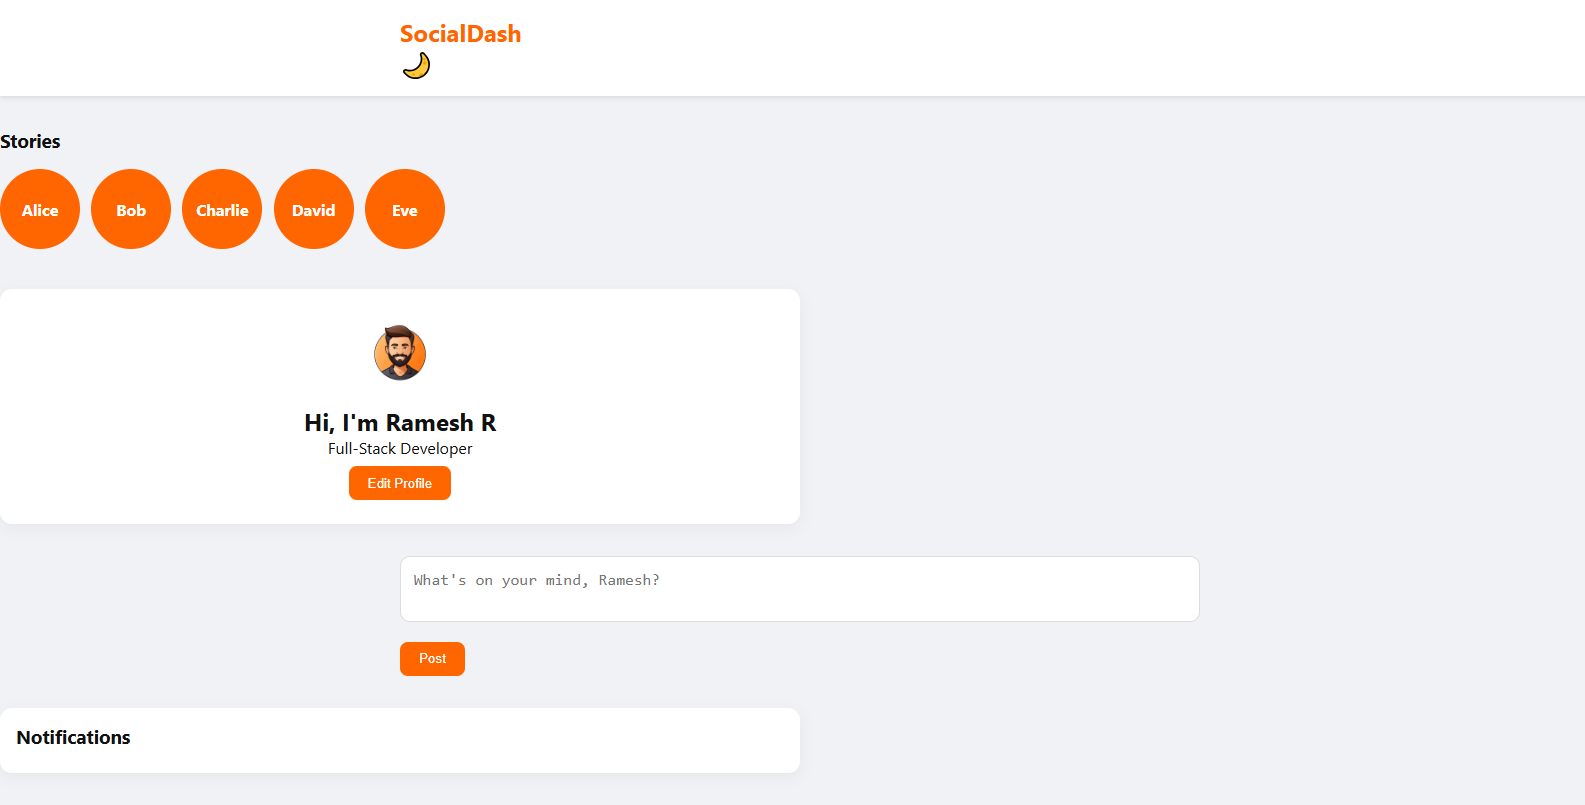 SocialDash
Stories
Alice Bob Charlie David Eve
Hi, I'm Ramesh R
Full-Stack Developer
Edit Profile
What's on your mind, Ramesh?
Post
Notifications